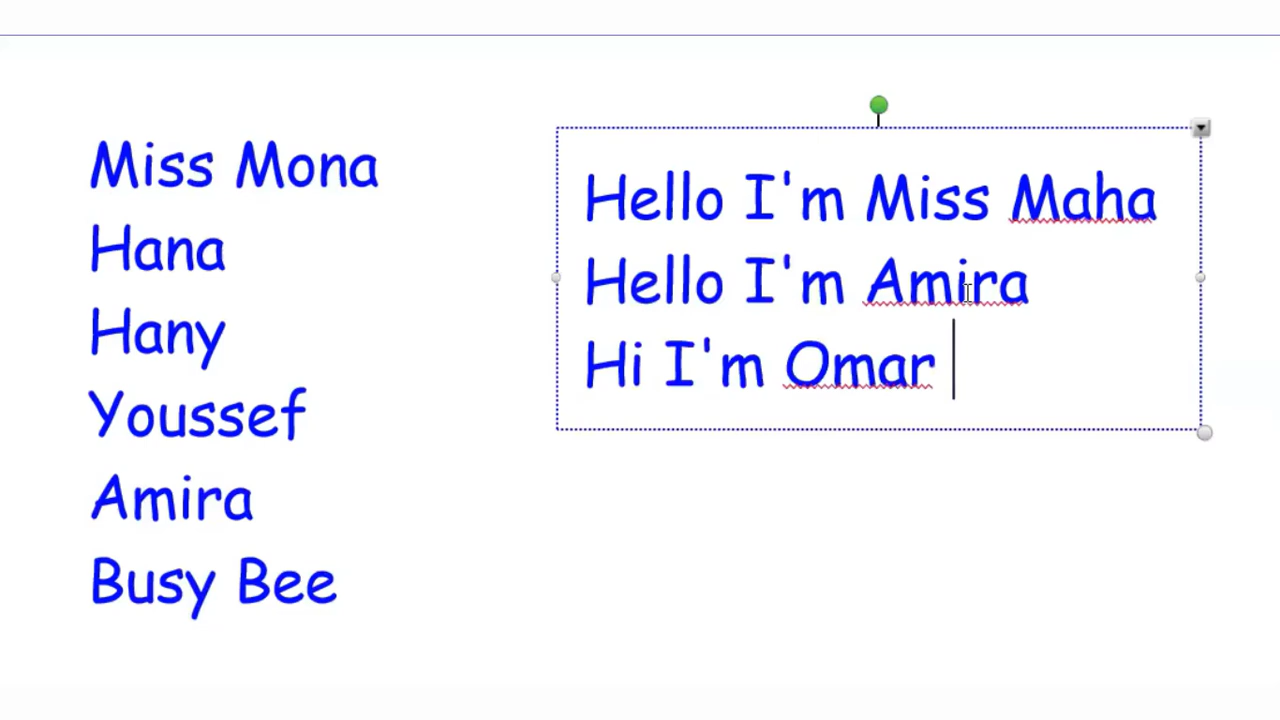 Miss Mona
Hana
Hany
Youssef
Amira
Busy Bee
Hello I'm Miss Maha
Hello I'm Amira
Hi I'm Omar